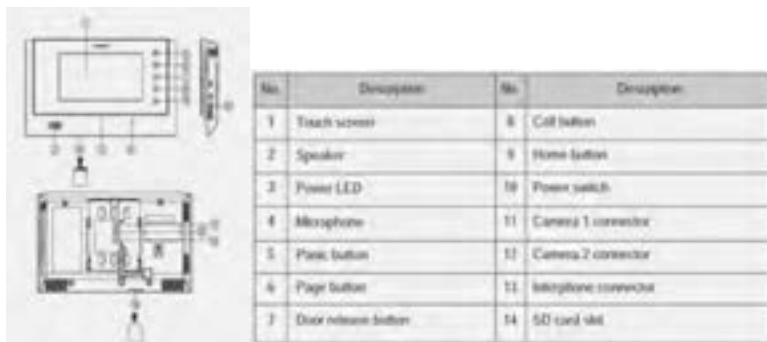 No. Description No. Description
1 Touch screen 8 Call button
2 Speaker 9 Home button
3 Power LED 10 Power switch
4 Microphone 11 Camera 1 connector
5 Panic button 12 Camera 2 connector
6 Page button 13 Interphone connector
7 Door release button 14 SD card slot